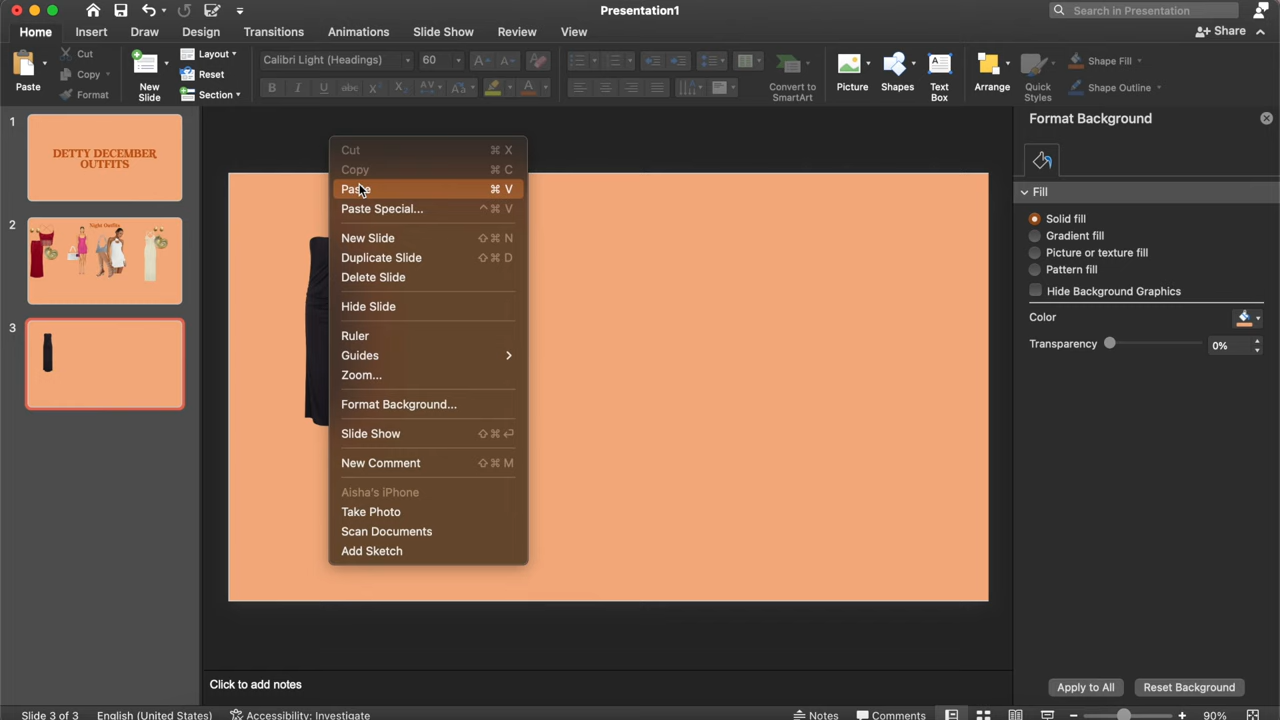 Presentation1
Search in Presentation
Home Insert Draw Design Transitions Animations Slide Show Review View
Share
Paste
Cut
Copy
Format
New
Slide
Layout
Reset
Section
Calibri Light (Headings) 60
Convert to
SmartArt
Picture
Shapes
Text
Box
Arrange
Quick
Styles
Shape Fill
Shape Outline
1
DETTY DECEMBER
OUTFITS
2
Night Outfits
3
Cut ⌘ X
Copy ⌘ C
Paste ⌘ V
Paste Special... ^ ⌘ V
New Slide ⇧ ⌘ N
Duplicate Slide ⇧ ⌘ D
Delete Slide
Hide Slide
Ruler
Guides
Zoom...
Format Background...
Slide Show ⇧ ⌘ ↩
New Comment ⇧ ⌘ M
Aisha's iPhone
Take Photo
Scan Documents
Add Sketch
Format Background
Fill
Solid fill
Gradient fill
Picture or texture fill
Pattern fill
Hide Background Graphics
Color
Transparency 0%
Apply to All Reset Background
Click to add notes
Slide 3 of 3 English (United States) Accessibility: Investigate Notes Comments 90%